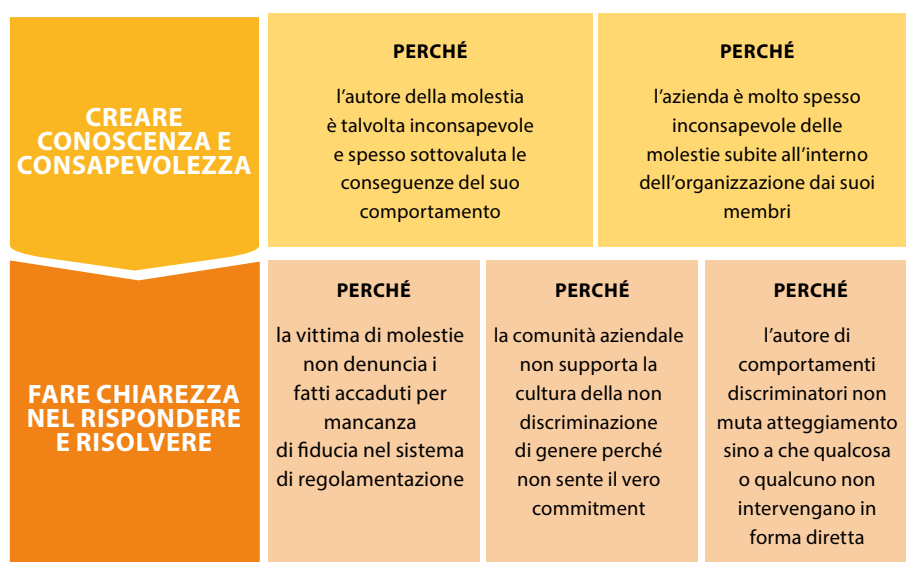 CREARE
CONOSCENZA E
CONSAPEVOLEZZA
PERCHÉ
l'autore della molestia
è talvolta inconsapevole
e spesso sottovaluta le
conseguenze del suo
comportamento
PERCHÉ
l'azienda è molto spesso
inconsapevole delle
molestie subite all'interno
dell'organizzazione dai suoi
membri
FARE CHIAREZZA
NEL RISPONDERE
E RISOLVERE
PERCHÉ
la vittima di molestie
non denuncia i
fatti accaduti per
mancanza
di fiducia nel sistema
di regolamentazione
PERCHÉ
la comunità aziendale
non supporta la
cultura della non
discriminazione
di genere perché
non sente il vero
commitment
PERCHÉ
l'autore di
comportamenti
discriminatori non
muta atteggiamento
sino a che qualcosa
o qualcuno non
intervengano in
forma diretta